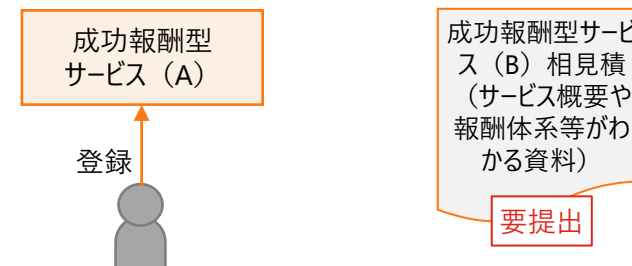 成功報酬型
サービス（A）
登録
成功報酬型サービ
ス（B）相見積
（サービス概要や
報酬体系等がわ
かる資料）
要提出